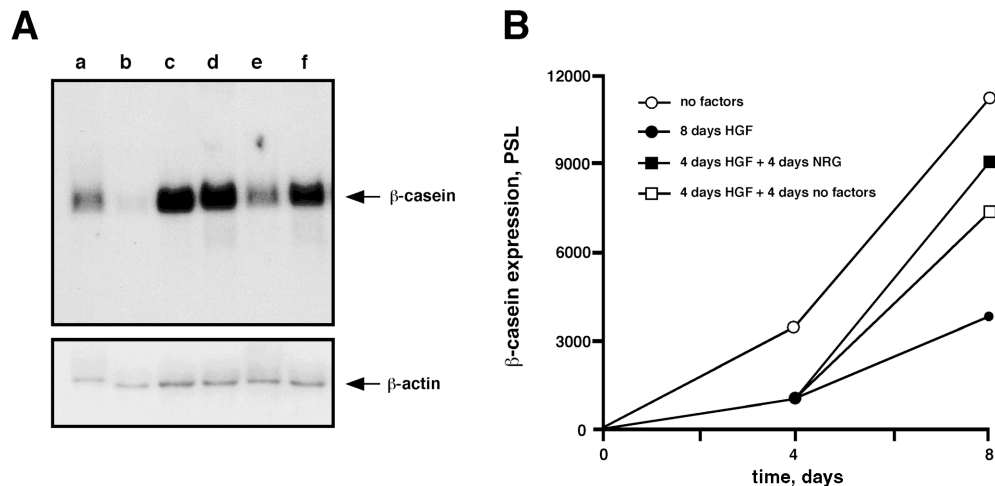 A
a b c d e f
β-casein
β-actin
B
β-casein expression, PSL
12000
9000
6000
3000
0
no factors
8 days HGF
4 days HGF + 4 days NRG
4 days HGF + 4 days no factors
0 4 8
time, days